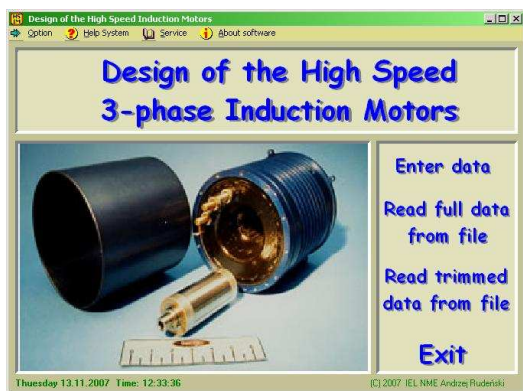 Design of the High Speed Induction Motors
Option Help System Service About software
Design of the High Speed
3-phase Induction Motors
Enter data
Read full data
from file
Read trimmed
data from file
Exit
Thuesday 13.11.2007 Time: 12:33:36 (C) 2007 IEL NME Andrzej Rudeński